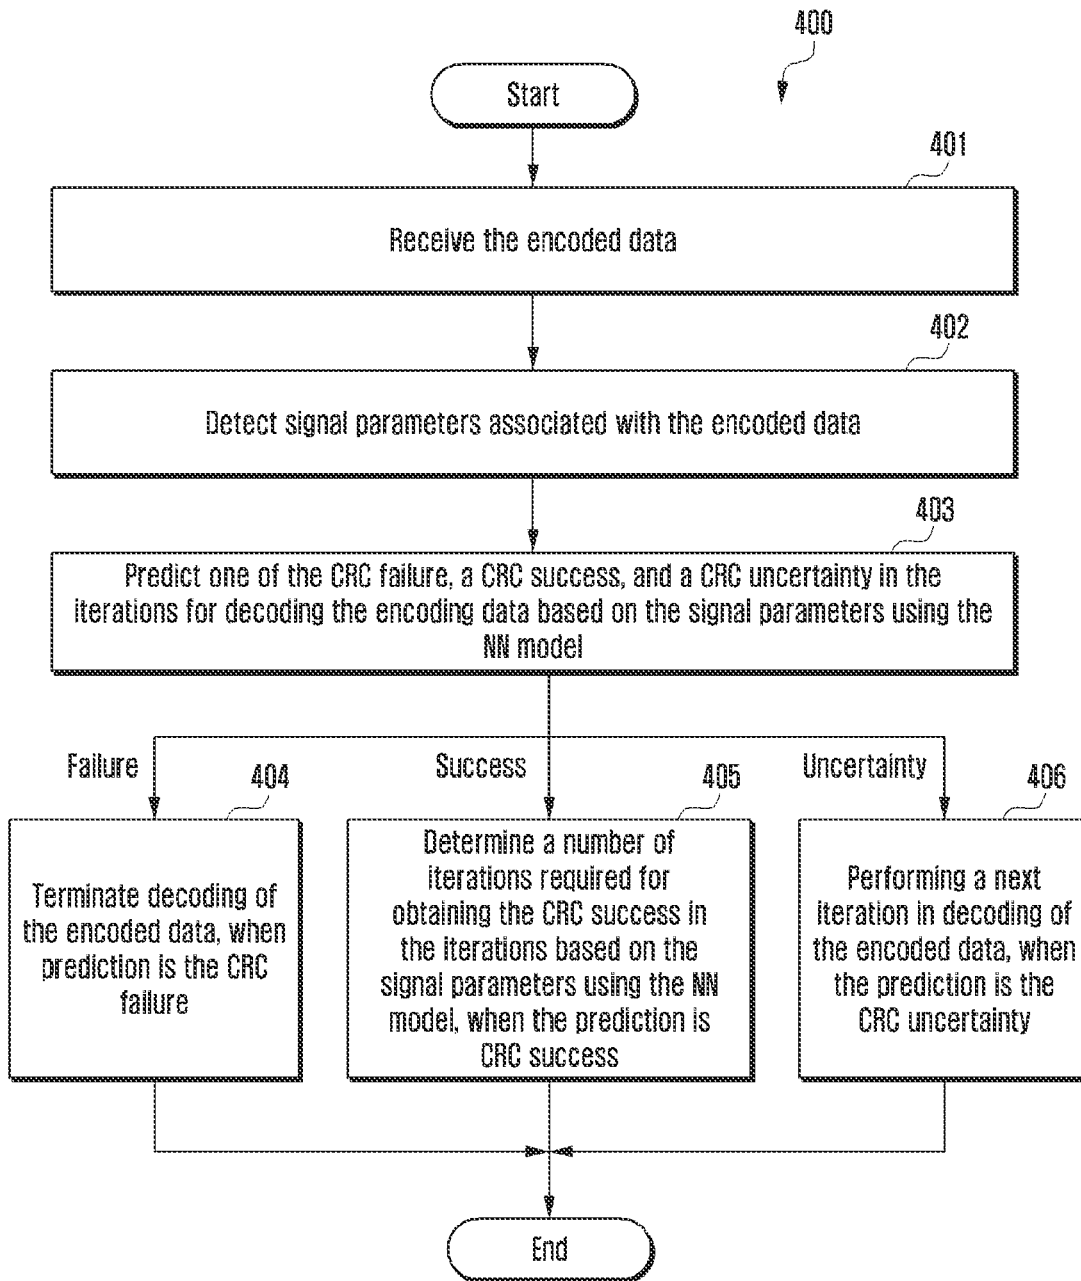 400
Start
401
Receive the encoded data
402
Detect signal parameters associated with the encoded data
403
Predict one of the CRC failure, a CRC success, and a CRC uncertainty in the
iterations for decoding the encoding data based on the signal parameters using the
NN model
Failure
404
Success
405
Uncertainty
406
Terminate decoding of
the encoded data, when
prediction is the CRC
failure
Determine a number of
iterations required for
obtaining the CRC success in
the iterations based on the
signal parameters using the NN
model, when the prediction is
CRC success
Performing a next
iteration in decoding of
the encoded data, when
the prediction is the
CRC uncertainty
End